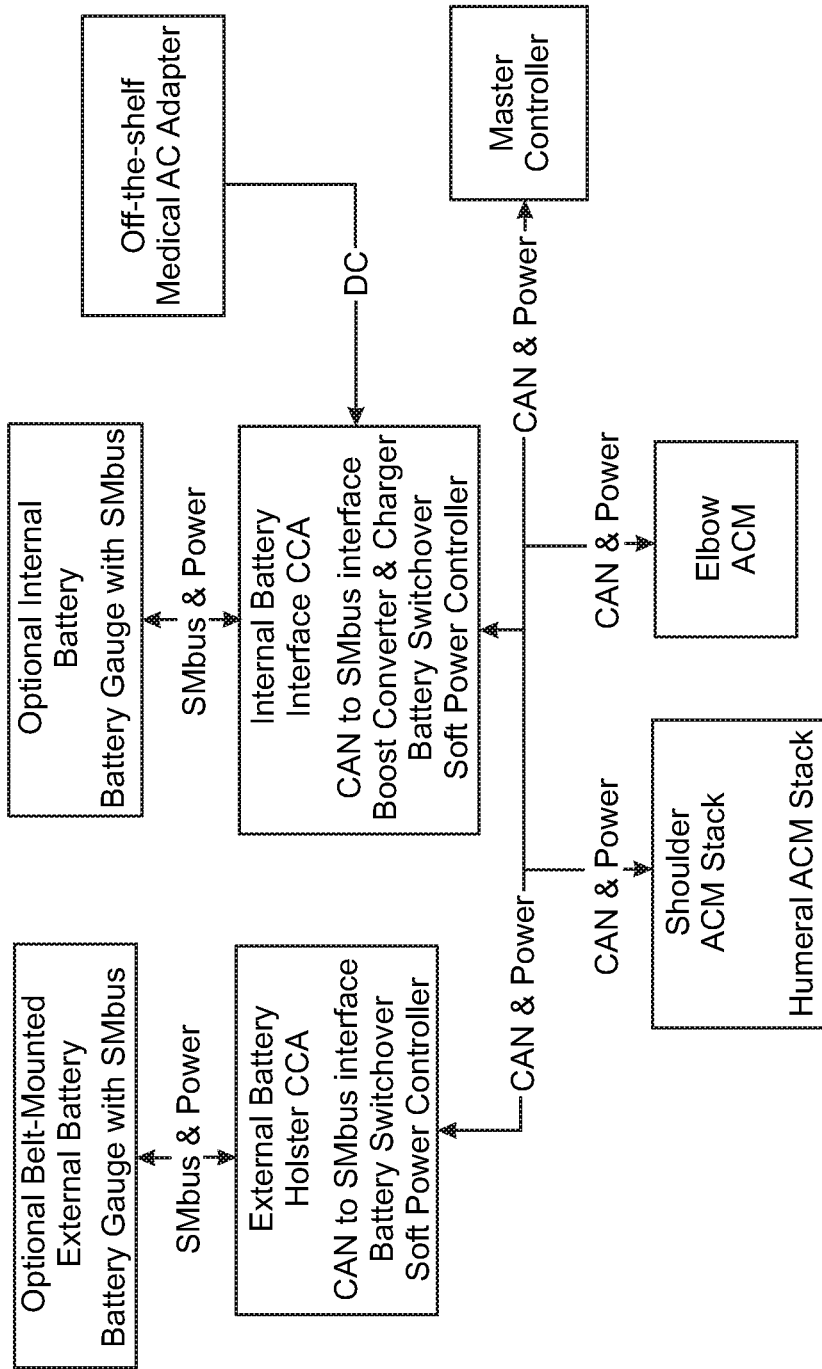 Optional Belt-Mounted
External Battery
Battery Gauge with SMbus
SMbus & Power
External Battery
Holster CCA
CAN to SMbus interface
Battery Switchover
Soft Power Controller
CAN & Power
Optional Internal
Battery
Battery Gauge with SMbus
SMbus & Power
Internal Battery
Interface CCA
CAN to SMbus interface
Boost Converter & Charger
Battery Switchover
Soft Power Controller
Off-the-shelf
Medical AC Adapter
DC
CAN & Power
Master
Controller
CAN & Power
Shoulder
ACM Stack
Humeral ACM Stack
CAN & Power
Elbow
ACM